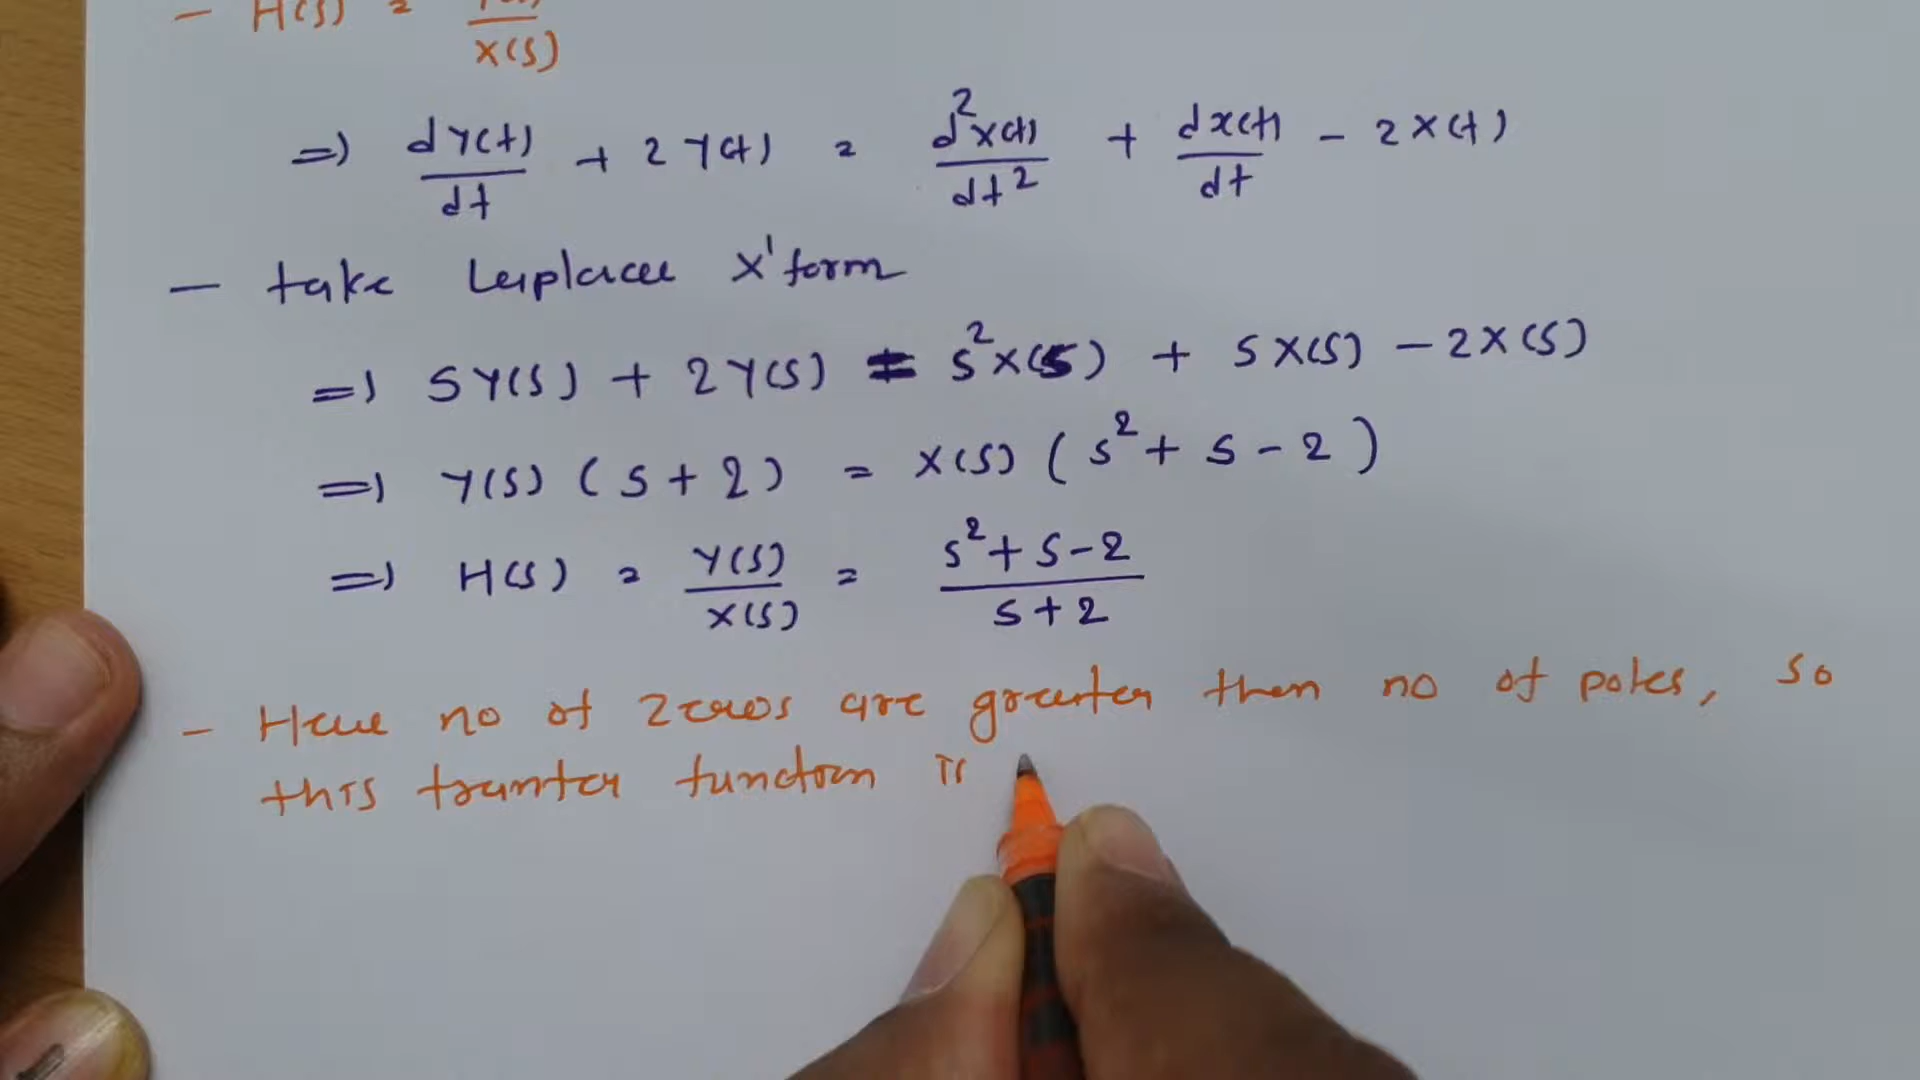 - H(s) = Y(s)/X(s)
=> dy(t)/dt + 2y(t) = d²x(t)/dt² + dx(t)/dt - 2x(t)
- take Laplace x'form
=> sY(s) + 2Y(s) = s²X(s) + sX(s) - 2X(s)
=> Y(s) (s + 2) = X(s) (s² + s - 2)
=> H(s) = Y(s)/X(s) = (s² + s - 2)/(s + 2)
- Here no of zeros are greater then no of poles, so
this transfer function is